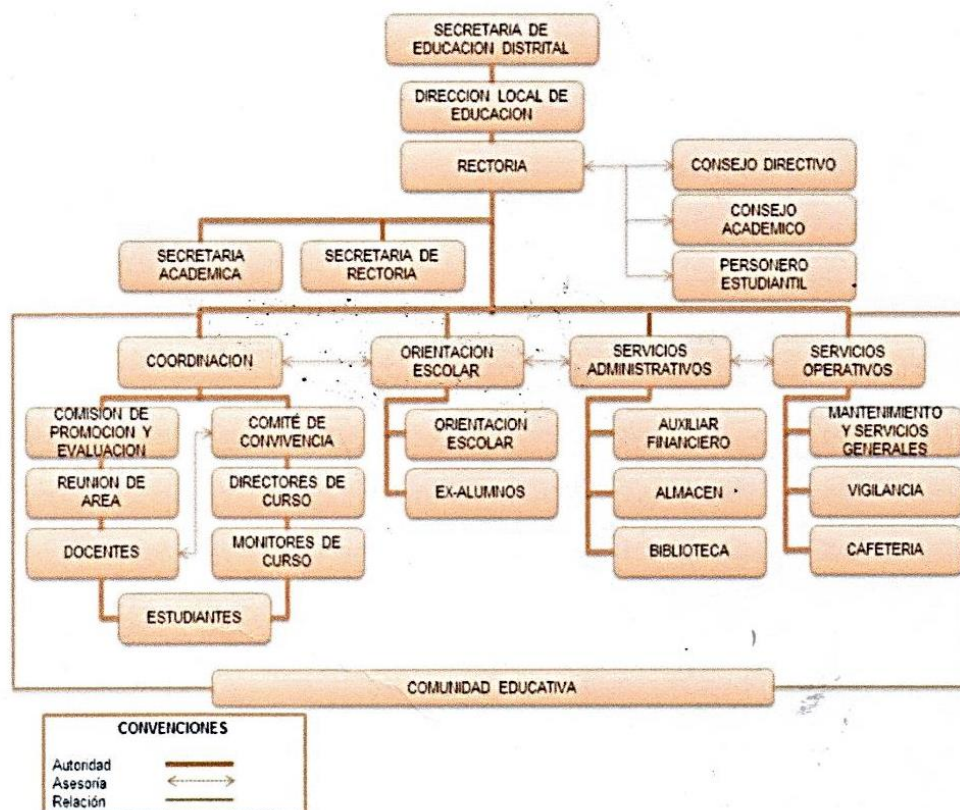 SECRETARIA DE
EDUCACION DISTRITAL
DIRECCION LOCAL DE
EDUCACION
RECTORIA
CONSEJO DIRECTIVO
CONSEJO
ACADEMICO
PERSONERO
ESTUDIANTIL
SECRETARIA
ACADEMICA
SECRETARIA DE
RECTORIA
COORDINACION
ORIENTACION
ESCOLAR
SERVICIOS
ADMINISTRATIVOS
SERVICIOS
OPERATIVOS
COMISION DE
PROMOCION Y
EVALUACION
COMITÉ DE
CONVIVENCIA
ORIENTACION
ESCOLAR
AUXILIAR
FINANCIERO
MANTENIMIENTO
Y SERVICIOS
GENERALES
REUNION DE
AREA
DIRECTORES DE
CURSO
EX-ALUMNOS
ALMACEN
VIGILANCIA
DOCENTES
MONITORES DE
CURSO
BIBLIOTECA
CAFETERIA
ESTUDIANTES
COMUNIDAD EDUCATIVA
CONVENCIONES
Autoridad
Asesoría
Relación